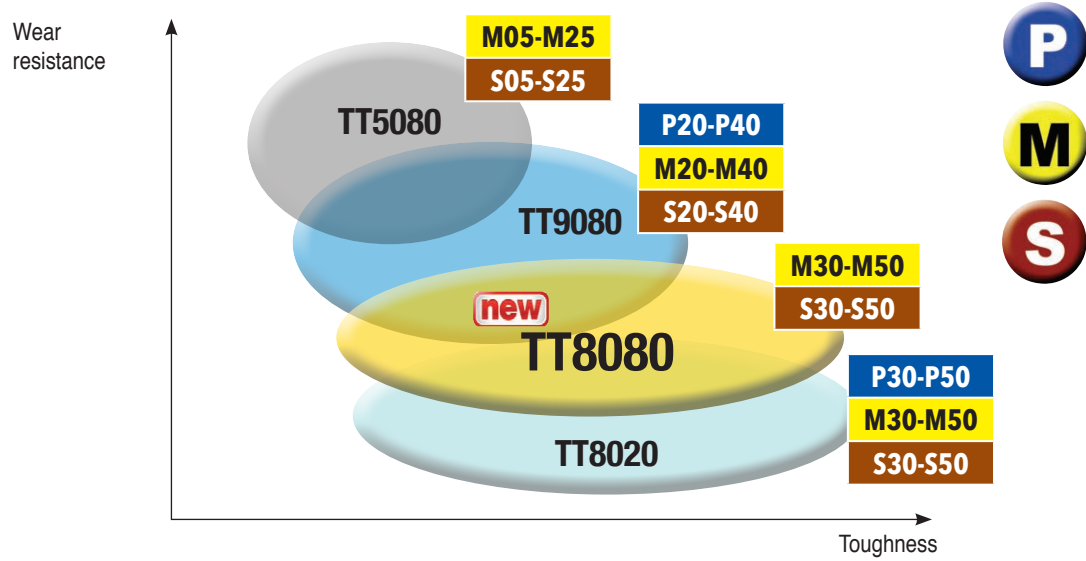 Wear
resistance
M05-M25
S05-S25
TT5080
P20-P40
M20-M40
S20-S40
TT9080
M30-M50
S30-S50
new
TT8080
P30-P50
M30-M50
S30-S50
TT8020
Toughness
P
M
S